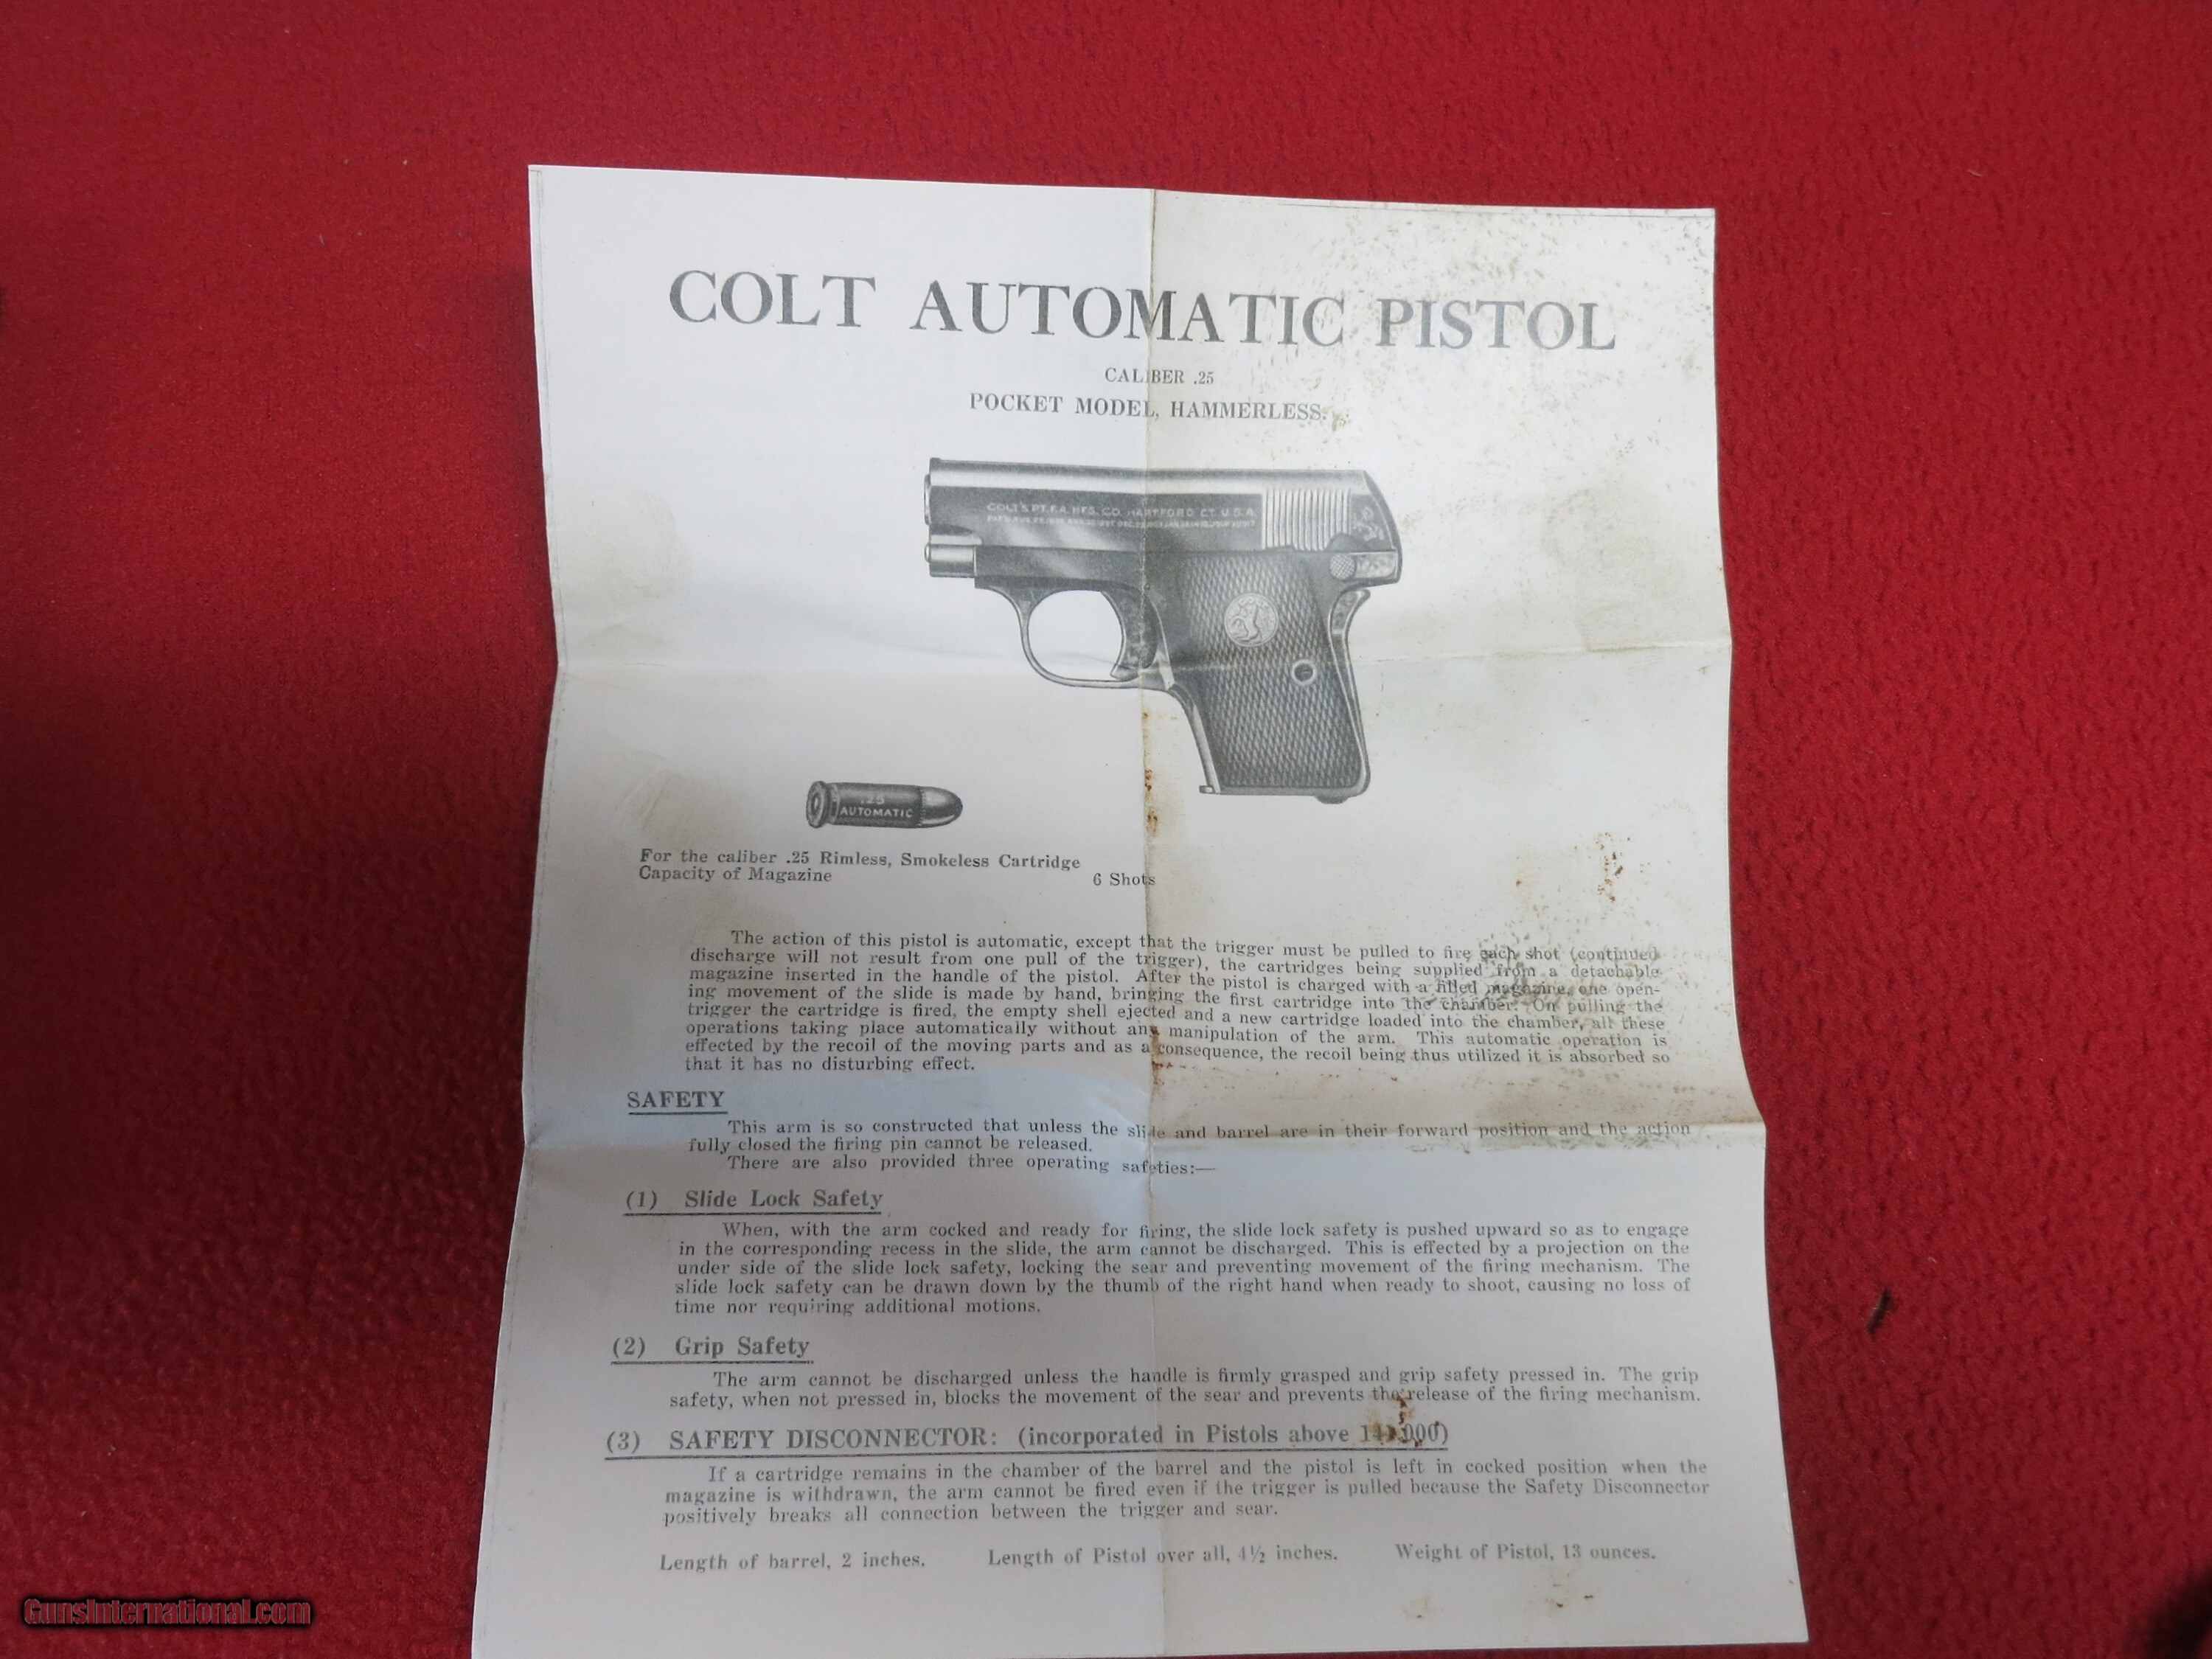 COLT AUTOMATIC PISTOL
CALIBER .25
POCKET MODEL, HAMMERLESS.
COLT'S PT. F.A. MFG. CO. HARTFORD CT. U.S.A.
.25
AUTOMATIC
For the caliber .25 Rimless, Smokeless Cartridge
Capacity of Magazine 6 Shots
The action of this pistol is automatic, except that the trigger must be pulled to fire each shot (continued
discharge will not result from one pull of the trigger), the cartridges being supplied from a detachable
magazine inserted in the handle of the pistol. After the pistol is charged with a filled magazine, one open-
ing movement of the slide is made by hand, bringing the first cartridge into the chamber. On pulling the
trigger the cartridge is fired, the empty shell ejected and a new cartridge loaded into the chamber, all these
operations taking place automatically without any manipulation of the arm. This automatic operation is
effected by the recoil of the moving parts and as a consequence, the recoil being thus utilized it is absorbed so
that it has no disturbing effect.
SAFETY
This arm is so constructed that unless the slide and barrel are in their forward position and the action
fully closed the firing pin cannot be released.
There are also provided three operating safeties:—
(1) Slide Lock Safety
When, with the arm cocked and ready for firing, the slide lock safety is pushed upward so as to engage
in the corresponding recess in the slide, the arm cannot be discharged. This is effected by a projection on the
under side of the slide lock safety, locking the sear and preventing movement of the firing mechanism. The
slide lock safety can be drawn down by the thumb of the right hand when ready to shoot, causing no loss of
time nor requiring additional motions.
(2) Grip Safety
The arm cannot be discharged unless the handle is firmly grasped and grip safety pressed in. The grip
safety, when not pressed in, blocks the movement of the sear and prevents the release of the firing mechanism.
(3) SAFETY DISCONNECTOR: (incorporated in Pistols above
If a cartridge remains in the chamber of the barrel and the pistol is left in cocked position when the
magazine is withdrawn, the arm cannot be fired even if the trigger is pulled because the Safety Disconnector
positively breaks all connection between the trigger and sear.
Length of barrel, 2 inches. Length of Pistol over all, 4½ inches. Weight of Pistol, 13 ounces.
GunsInternational.com